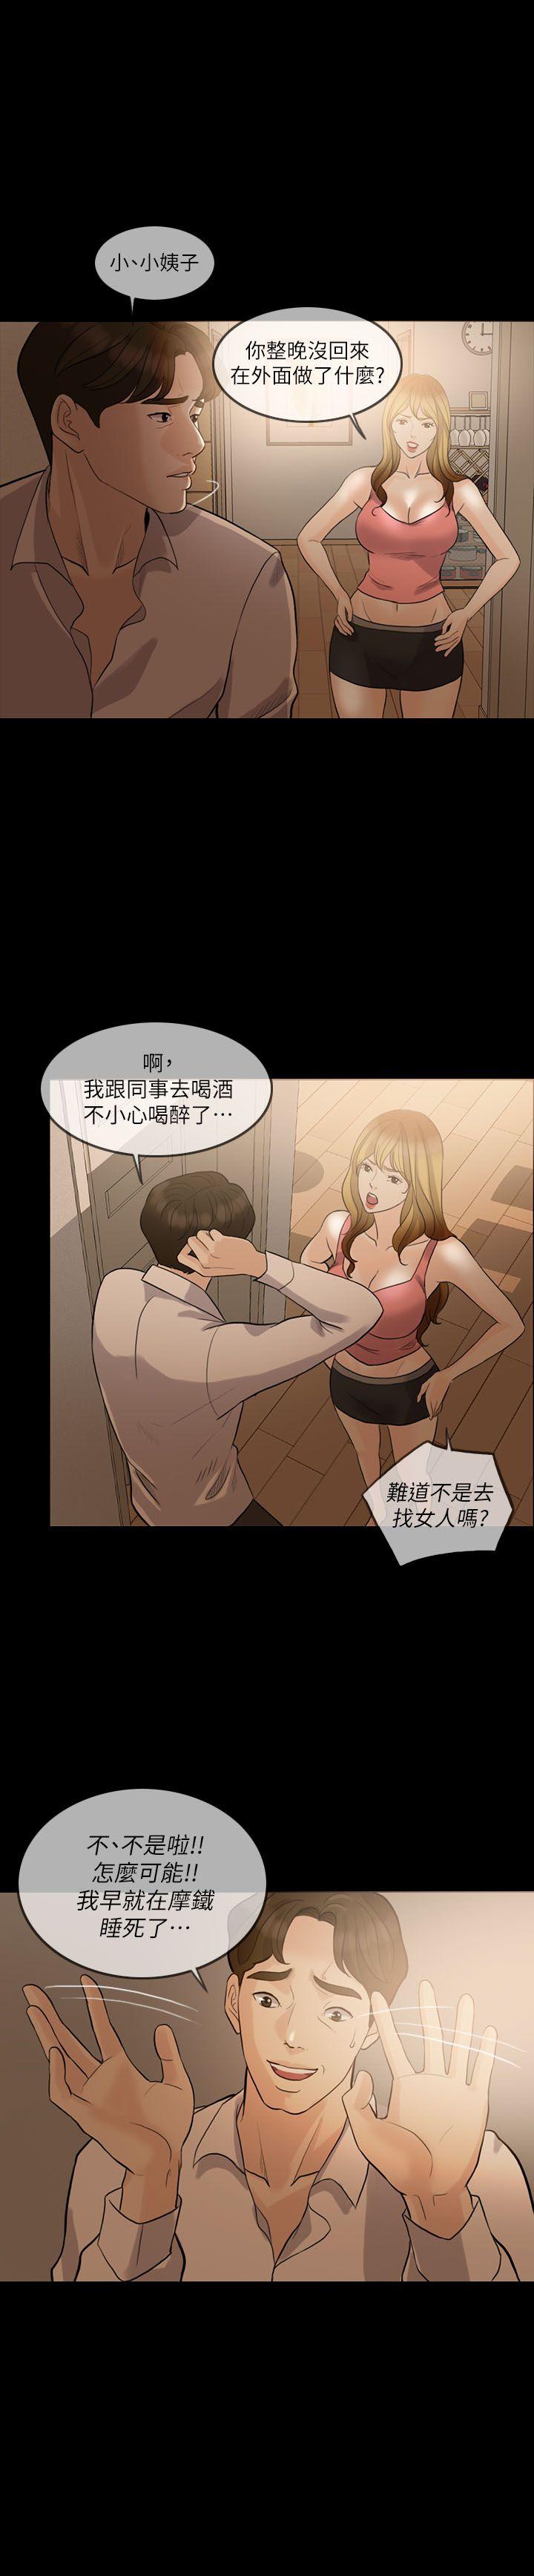 小、小姨子
你整晚沒回來
在外面做了什麼?
啊,
我跟同事去喝酒
不小心喝醉了⋯
難道不是去
找女人嗎?
不、不是啦!!
怎麼可能!!
我早就在摩鐵
睡死了⋯